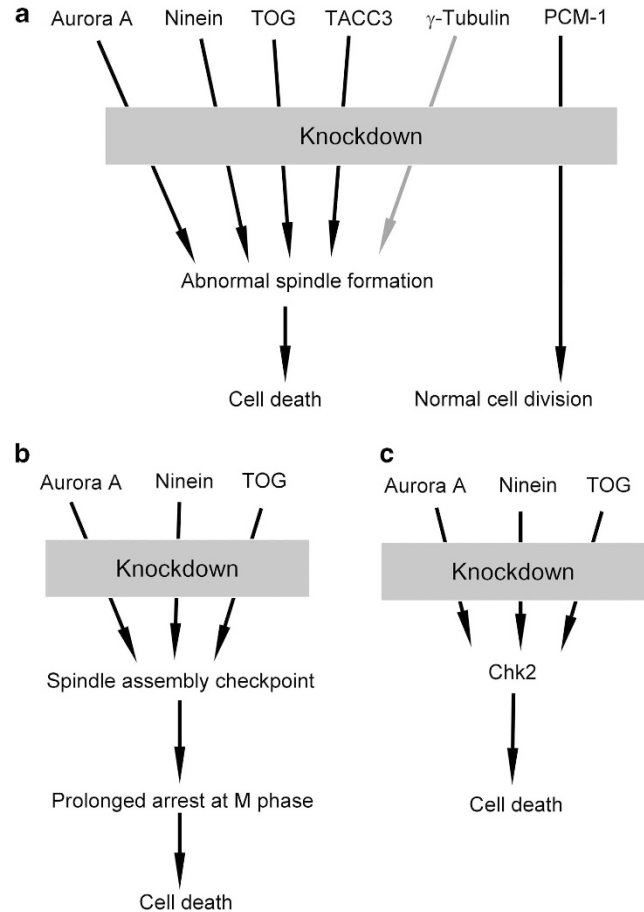 a
Aurora A Ninein TOG TACC3 γ-Tubulin PCM-1
Knockdown
Abnormal spindle formation
Cell death Normal cell division
b
Aurora A Ninein TOG
Knockdown
Spindle assembly checkpoint
Prolonged arrest at M phase
Cell death
c
Aurora A Ninein TOG
Knockdown
Chk2
Cell death